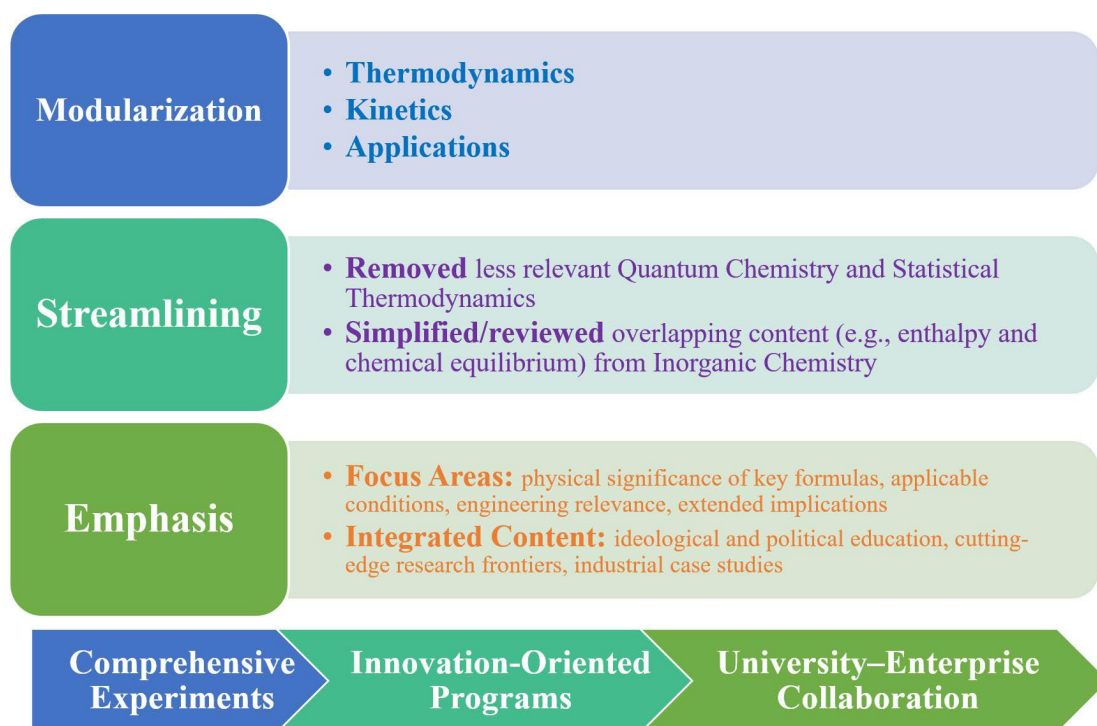 Modularization
• Thermodynamics
• Kinetics
• Applications
Streamlining
• Removed less relevant Quantum Chemistry and Statistical
Thermodynamics
• Simplified/reviewed overlapping content (e.g., enthalpy and
chemical equilibrium) from Inorganic Chemistry
Emphasis
• Focus Areas: physical significance of key formulas, applicable
conditions, engineering relevance, extended implications
• Integrated Content: ideological and political education, cutting-
edge research frontiers, industrial case studies
Comprehensive
Experiments
Innovation-Oriented
Programs
University–Enterprise
Collaboration